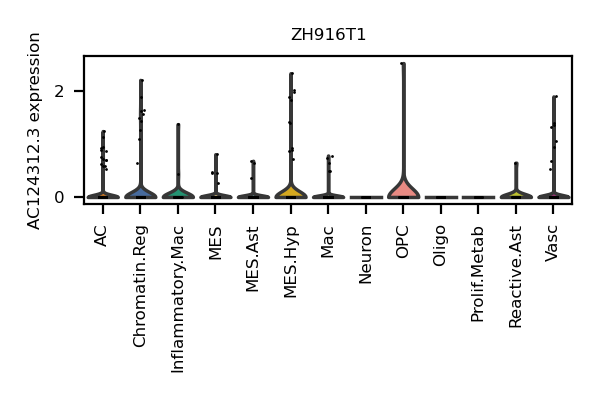 ZH916T1
AC124312.3 expression
2
0
AC
Chromatin.Reg
Inflammatory.Mac
MES
MES.Ast
MES.Hyp
Mac
Neuron
OPC
Oligo
Prolif.Metab
Reactive.Ast
Vasc